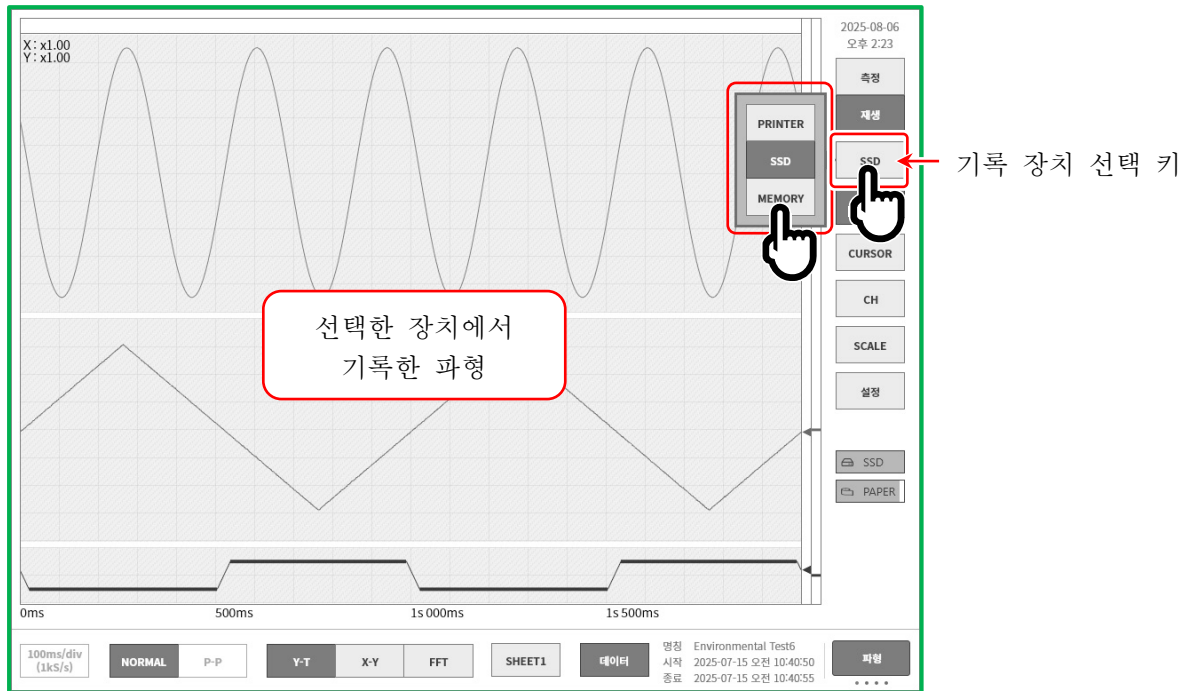 X : x1.00
Y : x1.00
2025-08-06
오후 2:23
측정
재생
PRINTER
SSD
MEMORY
SSD
기록 장치 선택 키
CURSOR
CH
SCALE
설정
선택한 장치에서
기록한 파형
SSD
PAPER
0ms
500ms
1s000ms
1s500ms
100ms/div
(1kS/s)
NORMAL
P-P
Y-T
X-Y
FFT
SHEET1
데이터
명칭 Environmental Test6
시작 2025-07-15 오전 10:40:50
종료 2025-07-15 오전 10:40:55
파형